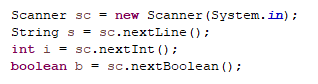 Scanner sc = new Scanner(System.in);
String s = sc.nextLine();
int i = sc.nextInt();
boolean b = sc.nextBoolean();